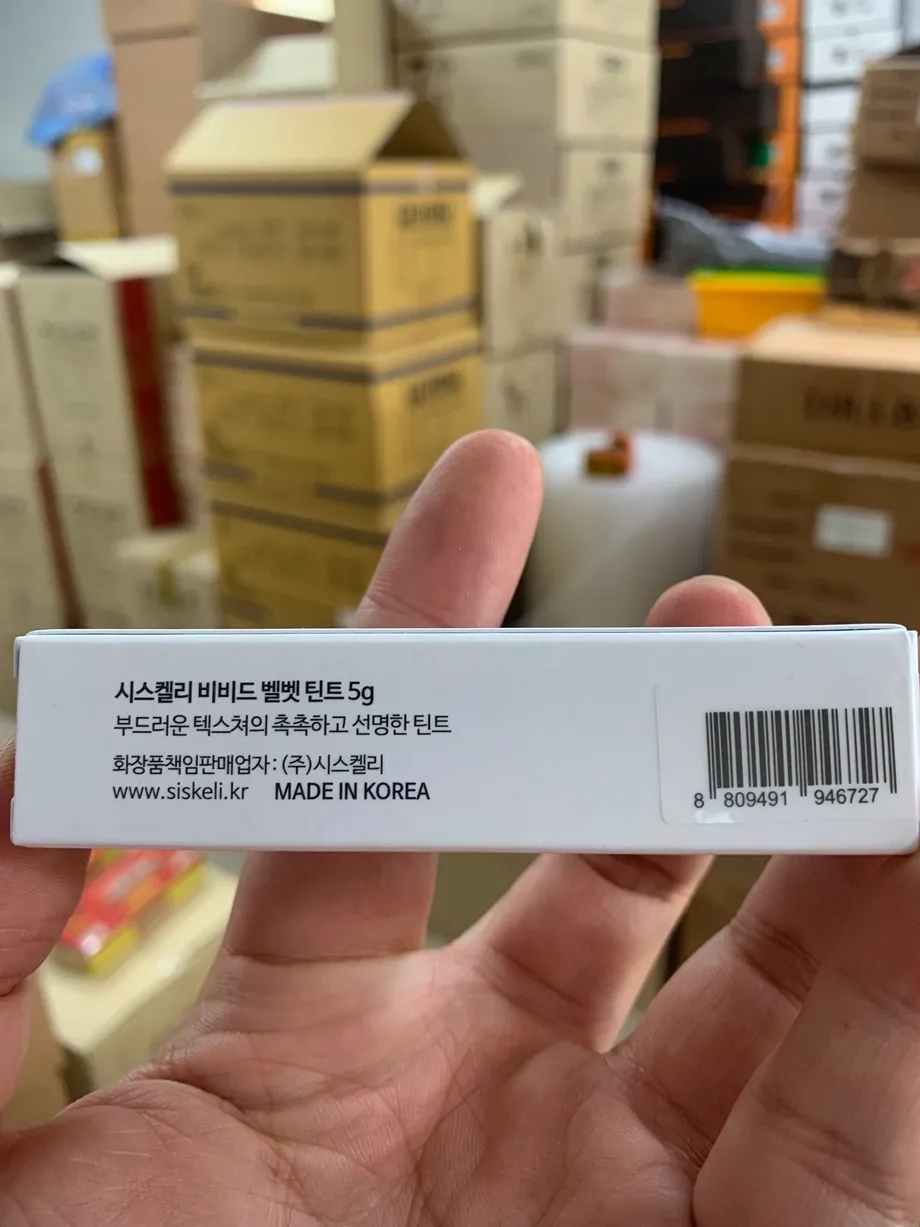 시스켈리 비비드 벨벳 틴트 5g
부드러운 텍스쳐의 촉촉하고 선명한 틴트
화장품책임판매업자 : (주)시스켈리
www.siskeli.kr MADE IN KOREA
8 809491 946727